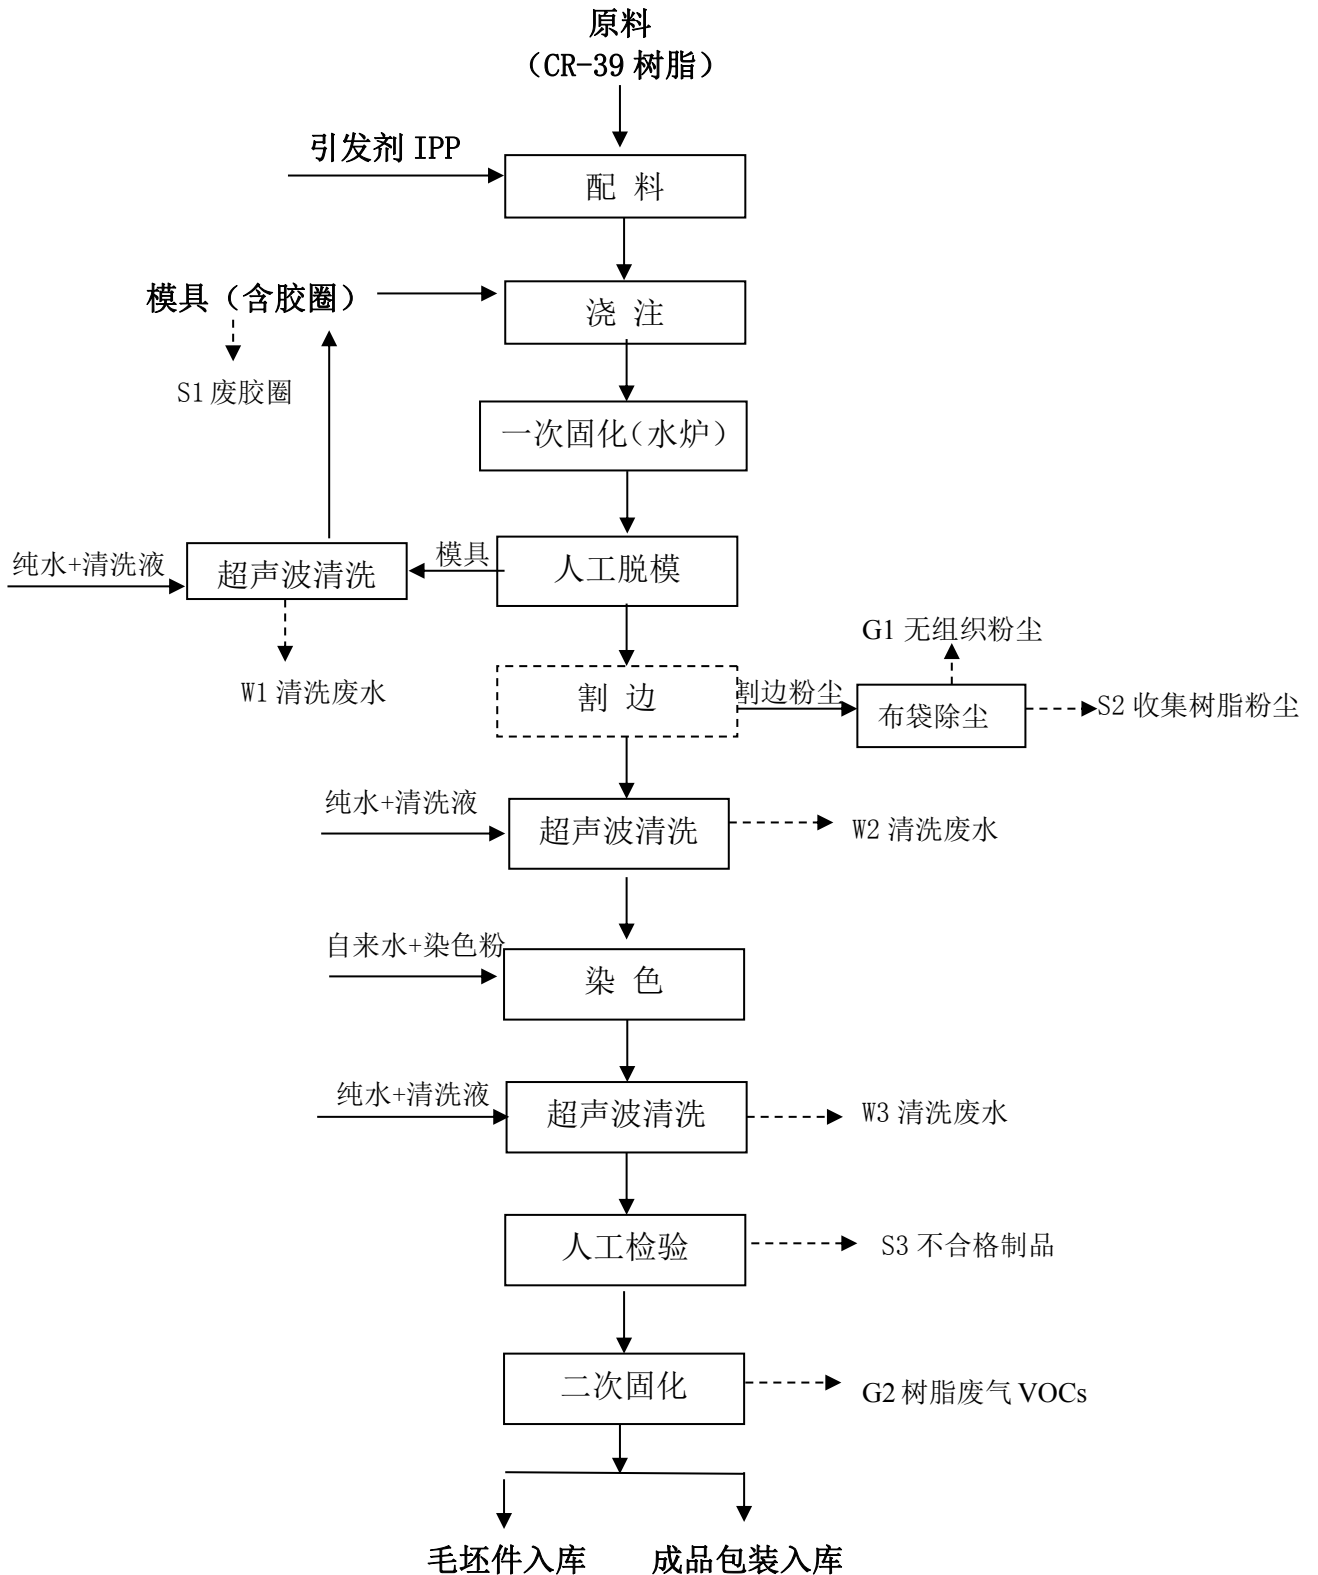 原料
（CR-39 树脂）
引发剂 IPP
配 料
模具（含胶圈）
浇 注
S1 废胶圈
一次固化（水炉）
纯水+清洗液
超声波清洗
模具
人工脱模
G1 无组织粉尘
W1 清洗废水
割 边
割边粉尘
布袋除尘
S2 收集树脂粉尘
纯水+清洗液
超声波清洗
W2 清洗废水
自来水+染色粉
染 色
纯水+清洗液
超声波清洗
W3 清洗废水
人工检验
S3 不合格制品
二次固化
G2 树脂废气 VOCs
毛坯件入库
成品包装入库